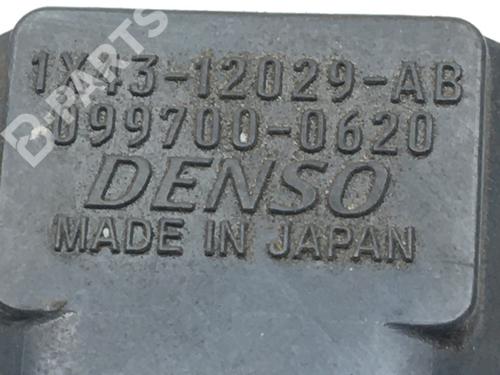 1X43-12029-AB
099700-0620
DENSO
MADE IN JAPAN
B-PARTS